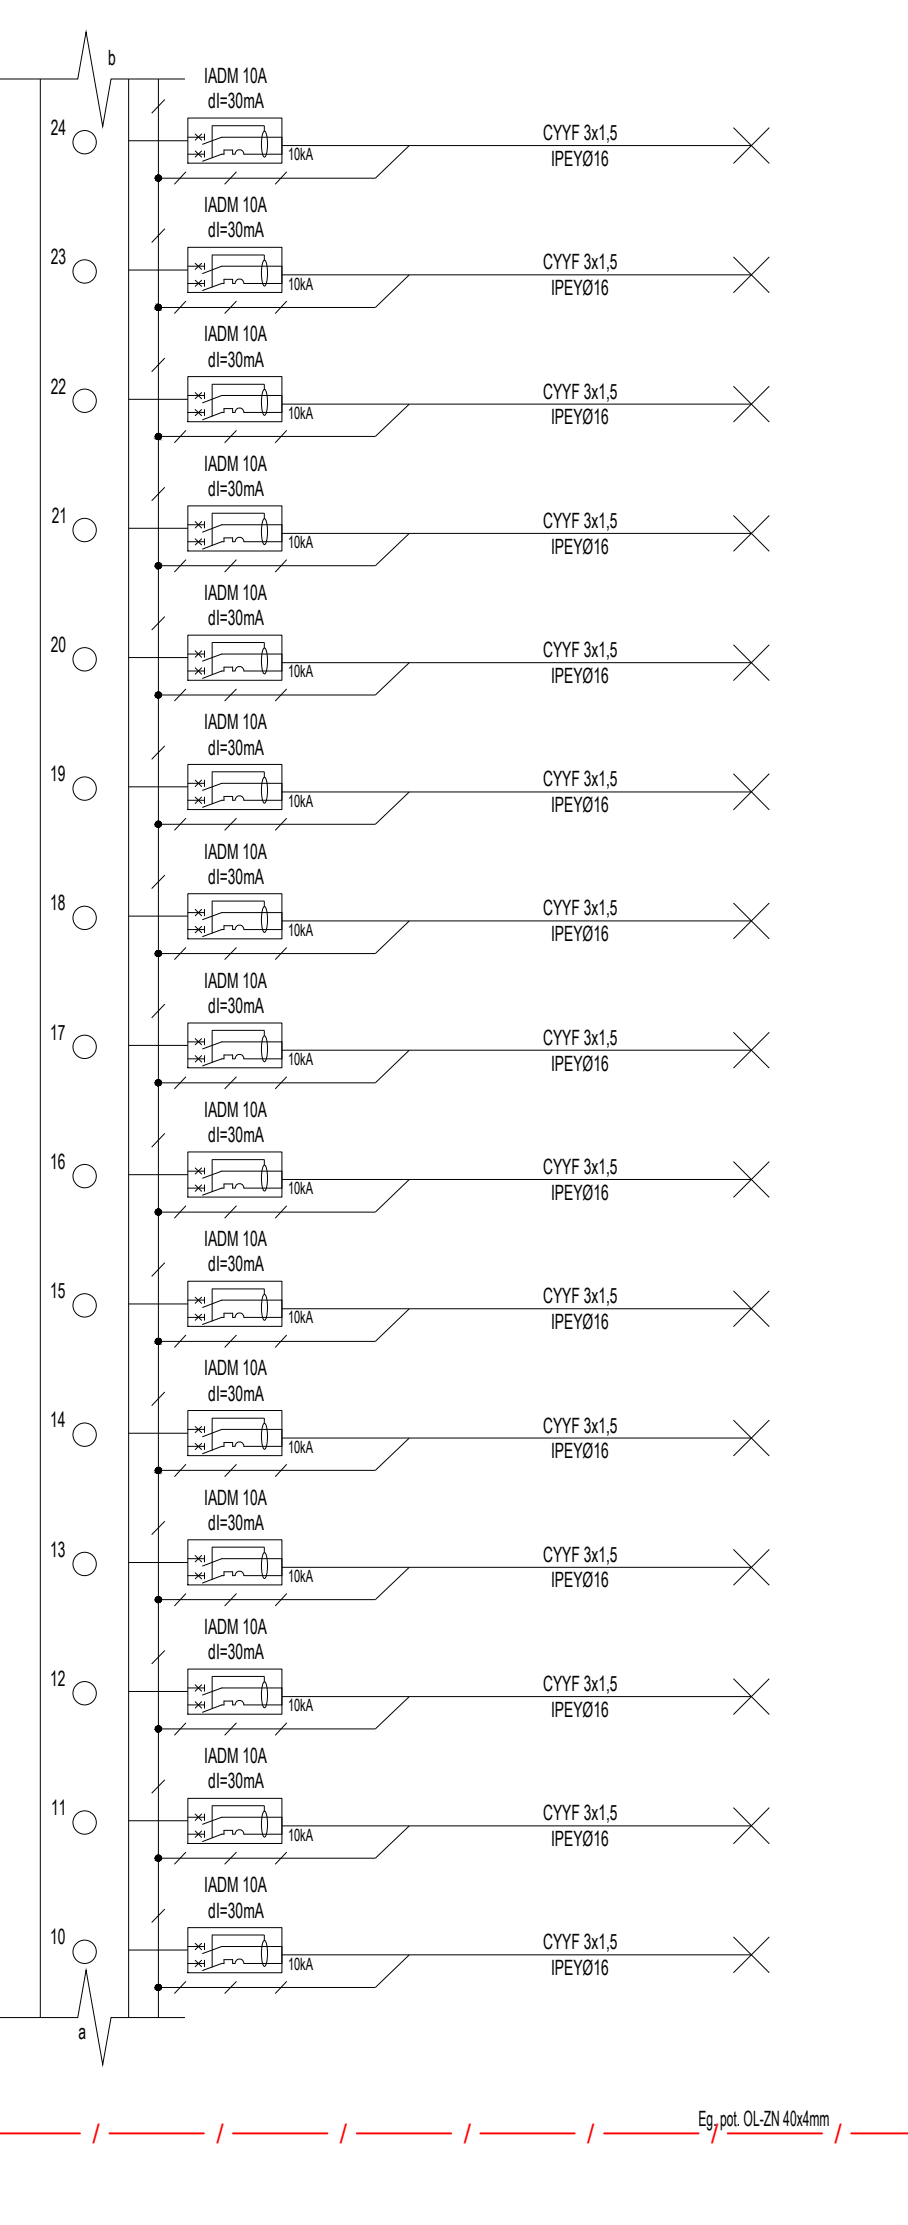 b
IADM 10A
dI=30mA
24
10kA
CYYF 3x1,5
IPEYØ16
IADM 10A
dI=30mA
23
10kA
CYYF 3x1,5
IPEYØ16
IADM 10A
dI=30mA
22
10kA
CYYF 3x1,5
IPEYØ16
IADM 10A
dI=30mA
21
10kA
CYYF 3x1,5
IPEYØ16
IADM 10A
dI=30mA
20
10kA
CYYF 3x1,5
IPEYØ16
IADM 10A
dI=30mA
19
10kA
CYYF 3x1,5
IPEYØ16
IADM 10A
dI=30mA
18
10kA
CYYF 3x1,5
IPEYØ16
IADM 10A
dI=30mA
17
10kA
CYYF 3x1,5
IPEYØ16
IADM 10A
dI=30mA
16
10kA
CYYF 3x1,5
IPEYØ16
IADM 10A
dI=30mA
15
10kA
CYYF 3x1,5
IPEYØ16
IADM 10A
dI=30mA
14
10kA
CYYF 3x1,5
IPEYØ16
IADM 10A
dI=30mA
13
10kA
CYYF 3x1,5
IPEYØ16
IADM 10A
dI=30mA
12
10kA
CYYF 3x1,5
IPEYØ16
IADM 10A
dI=30mA
11
10kA
CYYF 3x1,5
IPEYØ16
IADM 10A
dI=30mA
10
10kA
CYYF 3x1,5
IPEYØ16
a
Eg. pot. OL-ZN 40x4mm